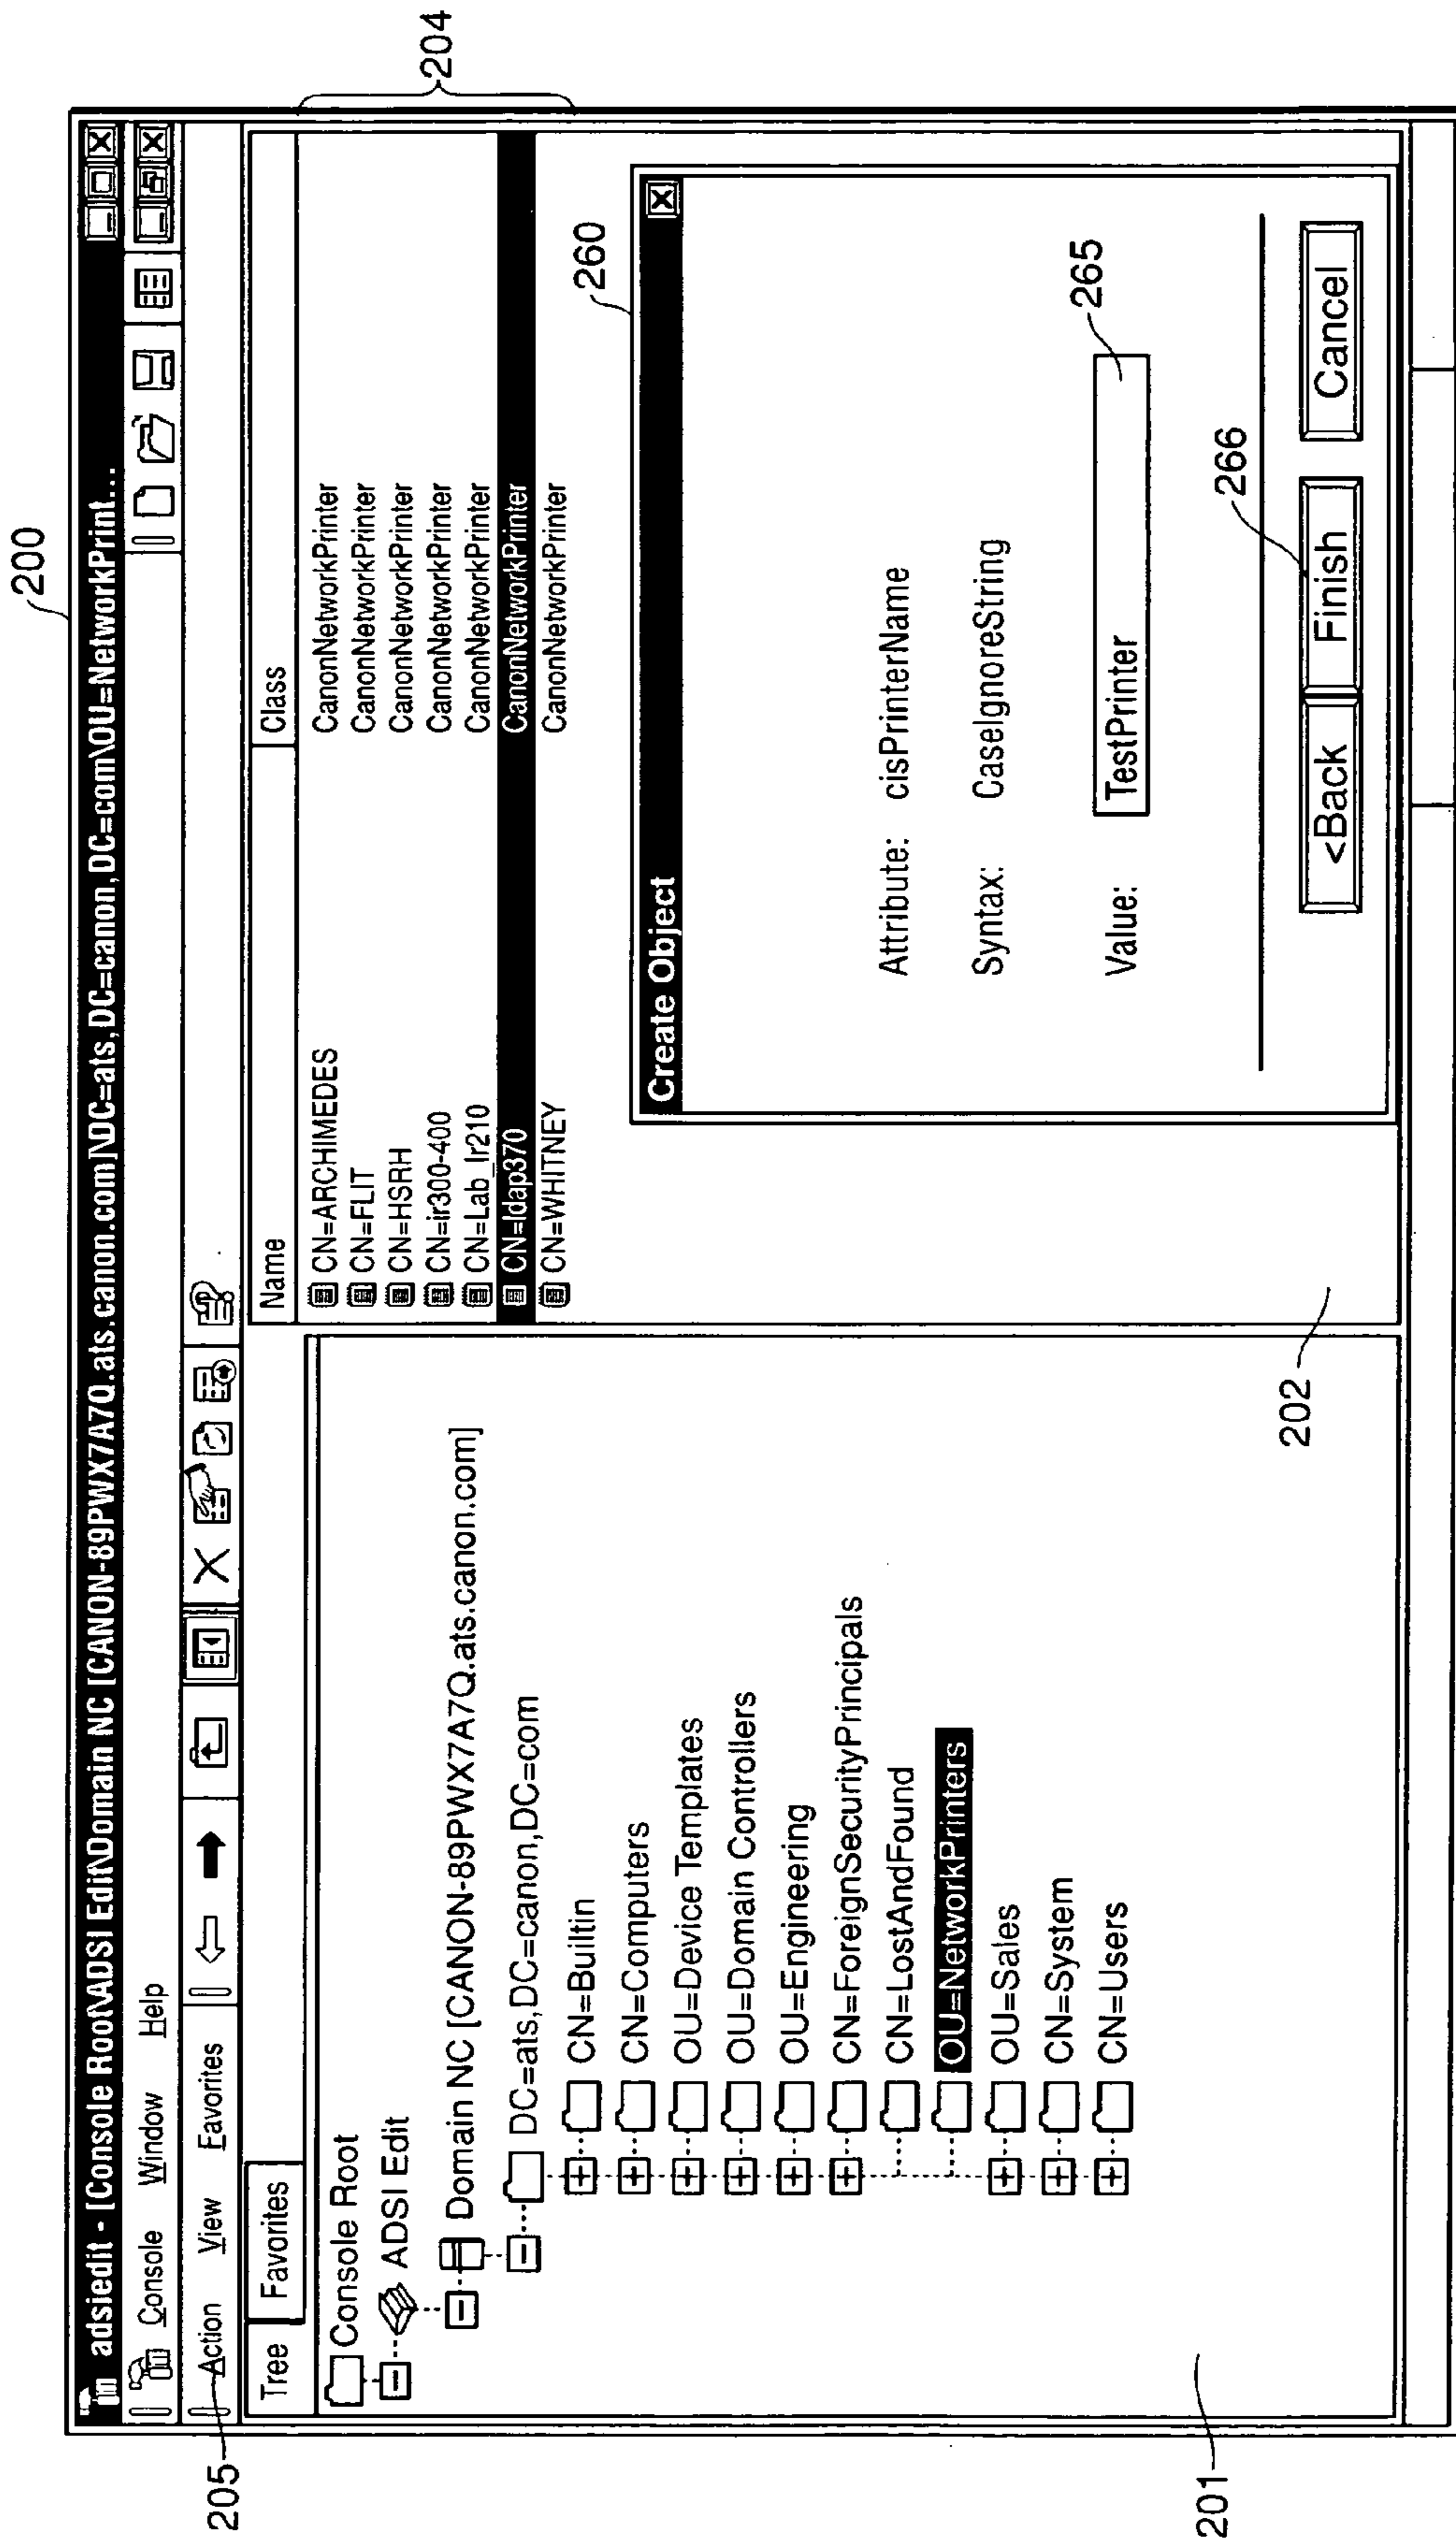 200
adsiedit - [Console Root\ADSI Edit\Domain NC [CANON-89PWX7A7Q.ats.canon.com]\DC=ats,DC=canon,DC=com\OU=NetworkPrint...
Console Window Help
205
Action View Favorites
Tree Favorites
Console Root
ADSI Edit
Domain NC [CANON-89PWX7A7Q.ats.canon.com]
DC=ats,DC=canon,DC=com
CN=Builtin
CN=Computers
OU=Device Templates
OU=Domain Controllers
OU=Engineering
CN=ForeignSecurityPrincipals
CN=LostAndFound
OU=NetworkPrinters
OU=Sales
CN=System
CN=Users
201
Name Class
CN=ARCHIMEDES CanonNetworkPrinter
CN=FLIT CanonNetworkPrinter
CN=HSRH CanonNetworkPrinter
CN=ir300-400 CanonNetworkPrinter
CN=Lab_Ir210 CanonNetworkPrinter
CN=ldap370 CanonNetworkPrinter
CN=WHITNEY CanonNetworkPrinter
204
202
260
Create Object
Attribute: cisPrinterName
Syntax: CaseIgnoreString
Value: TestPrinter
265
266
<Back Finish Cancel